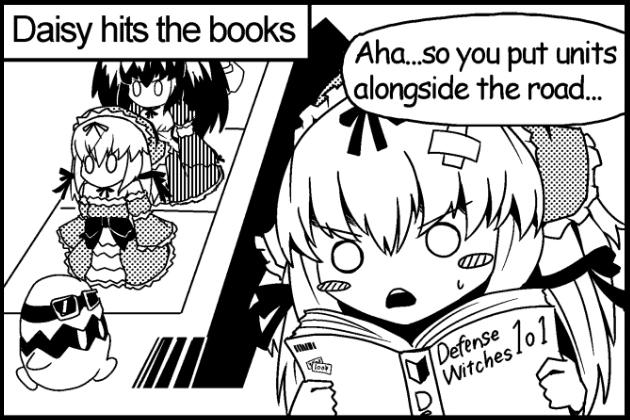 Daisy hits the books
Aha...so you put units
alongside the road...
Defense
Witches 101
D